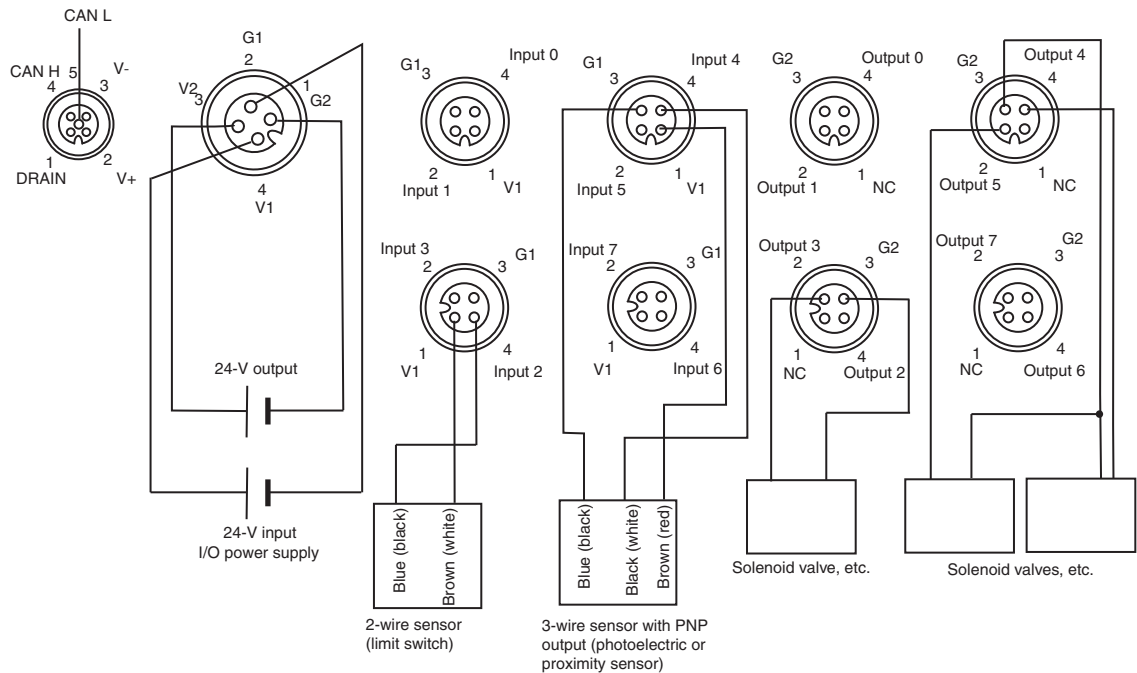 CAN L
CAN H
5
V-
4
3
1
2
DRAIN
V+
G1
2
V2
3
1
G2
4
V1
24-V output
24-V input
I/O power supply
G1
3
Input 0
4
2
Input 1
1
V1
Input 3
2
3
G1
1
V1
4
Input 2
Blue (black)
Brown (white)
2-wire sensor
(limit switch)
G1
3
Input 4
4
2
Input 5
1
V1
Input 7
2
3
G1
1
V1
4
Input 6
Blue (black)
Black (white)
Brown (red)
3-wire sensor with PNP
output (photoelectric or
proximity sensor)
G2
3
Output 0
4
2
Output 1
1
NC
Output 3
2
G2
3
1
NC
4
Output 2
Solenoid valve, etc.
G2
3
Output 4
4
2
Output 5
1
NC
Output 7
2
G2
3
1
NC
4
Output 6
Solenoid valves, etc.